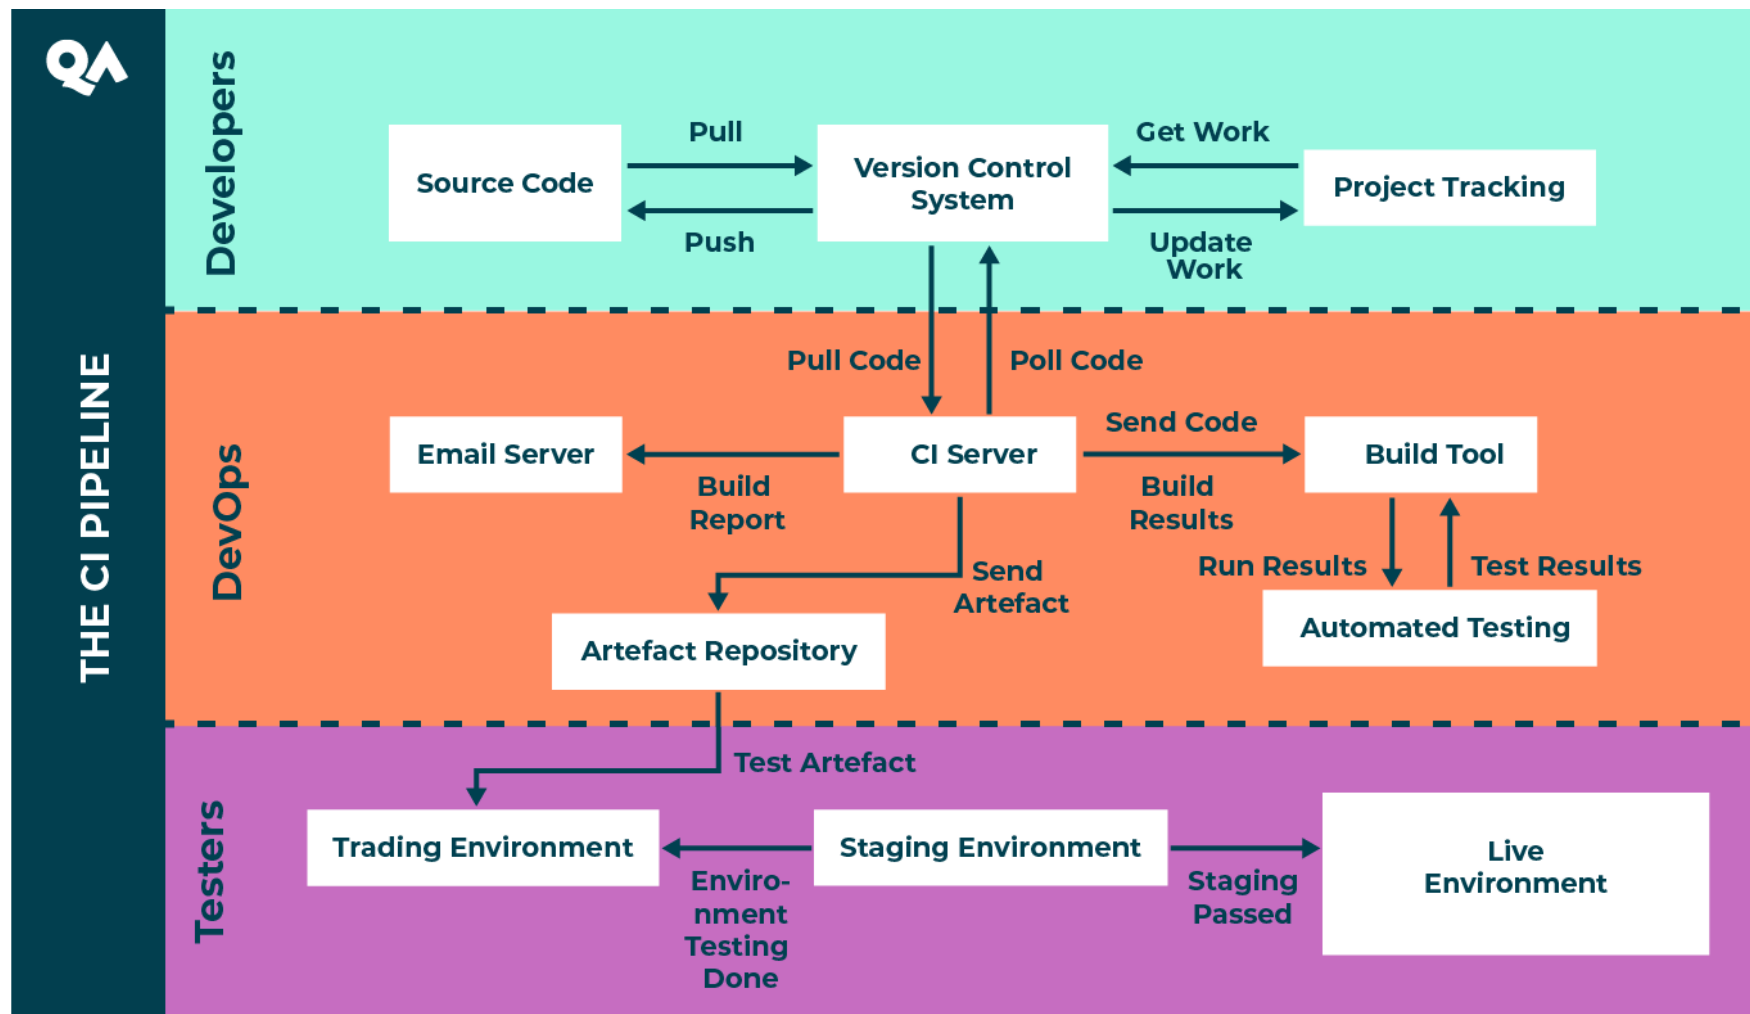 QA
THE CI PIPELINE
Developers
Source Code
Pull
Push
Version Control
System
Get Work
Update
Work
Project Tracking
DevOps
Pull Code
Poll Code
Email Server
Build
Report
CI Server
Send Code
Build
Results
Build Tool
Run Results
Test Results
Automated Testing
Send
Artefact
Artefact Repository
Testers
Test Artefact
Trading Environment
Enviro-
nment
Testing
Done
Staging Environment
Staging
Passed
Live
Environment